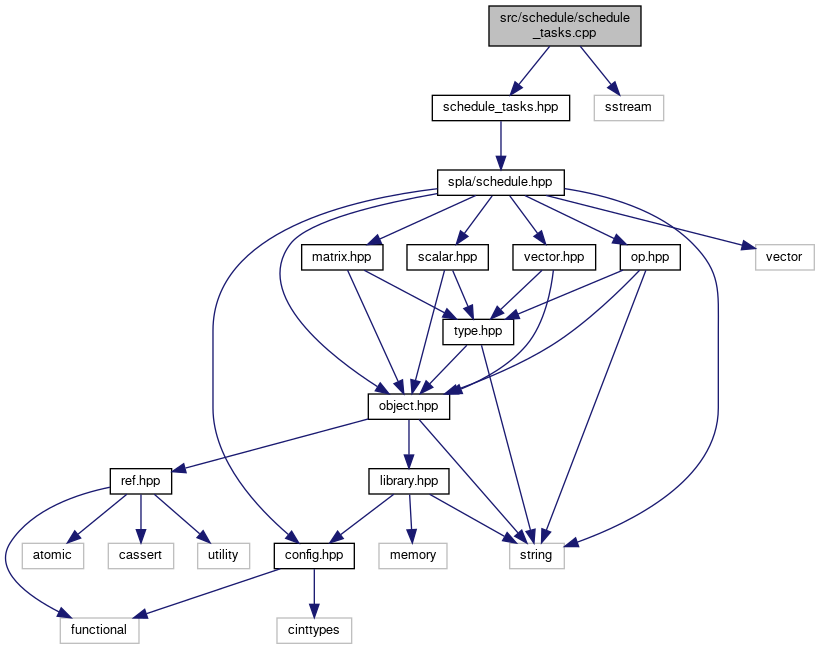 src/schedule/schedule
_tasks.cpp
schedule_tasks.hpp
sstream
spla/schedule.hpp
matrix.hpp
scalar.hpp
vector.hpp
op.hpp
vector
type.hpp
object.hpp
ref.hpp
library.hpp
atomic
cassert
utility
config.hpp
memory
string
functional
cinttypes